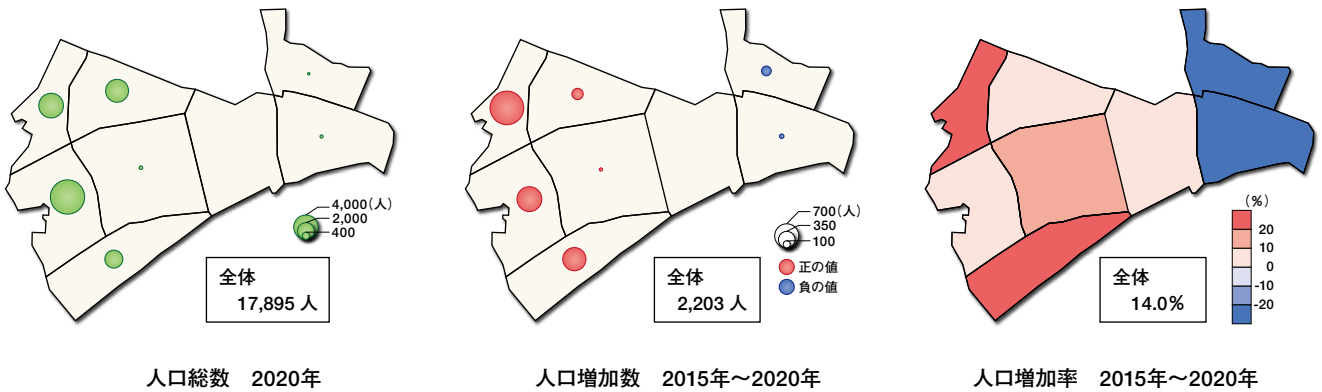 4,000(人)
2,000
400
全体
17,895 人
人口総数 2020年
700(人)
350
100
正の値
負の値
全体
2,203 人
人口増加数 2015年～2020年
(%)
20
10
0
-10
-20
全体
14.0%
人口増加率 2015年～2020年